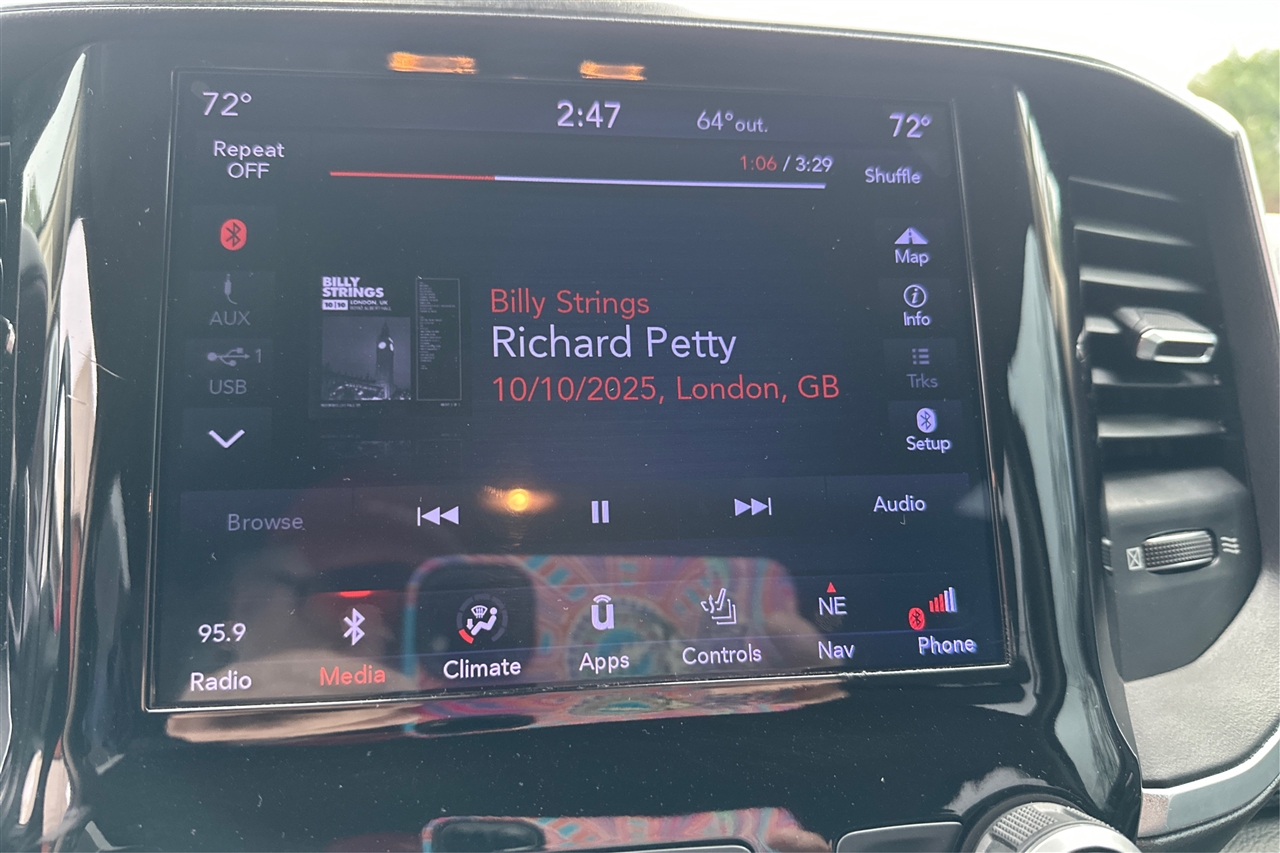 72°
2:47
64°out.
72°
Repeat
OFF
1:06 / 3:29
Shuffle
AUX
1
USB
BILLY
STRINGS
10|10 LONDON, UK
Billy Strings
Richard Petty
10/10/2025, London, GB
Map
Info
Trks
Setup
Browse
Audio
95.9
Radio
Media
Climate
Apps
Controls
NE
Nav
Phone